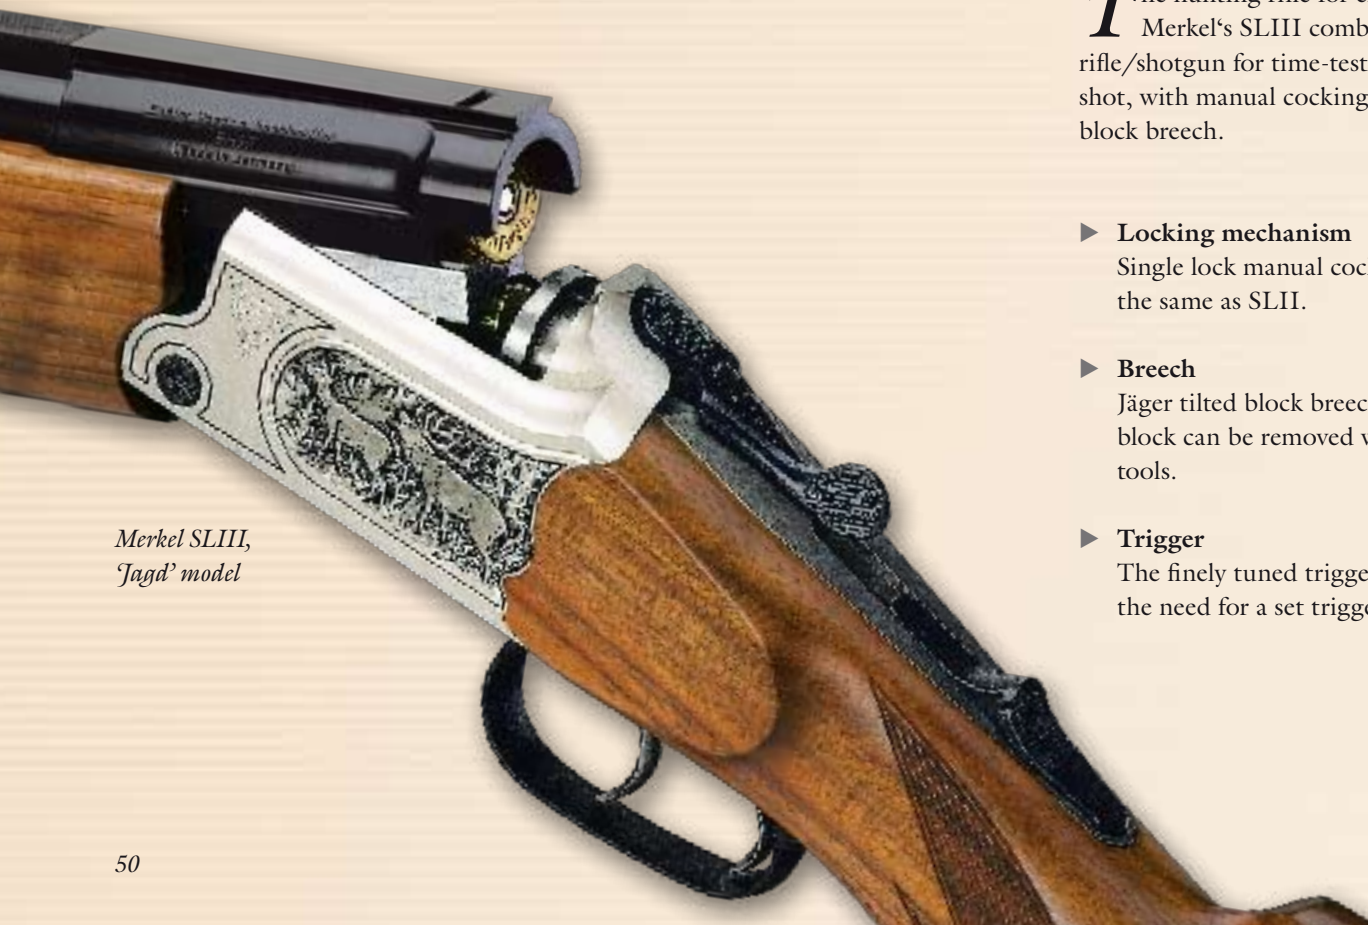 Merkel‘s SLIII comb
rifle/shotgun for time-test
shot, with manual cocking
block breech.
Locking mechanism
Single lock manual coc
the same as SLII.
Breech
Jäger tilted block breec
block can be removed w
tools.
Trigger
The finely tuned trigge
the need for a set trigge
Merkel SLIII,
‘Jagd’ model
50